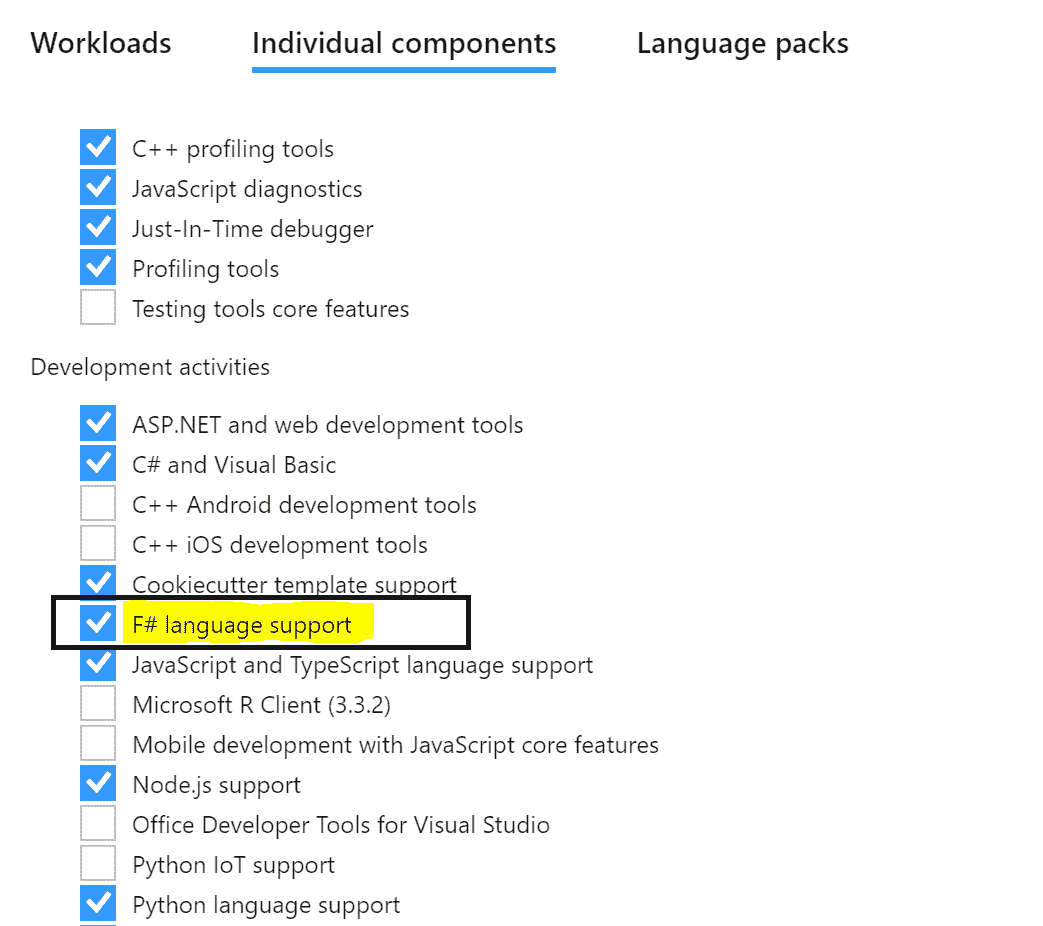 Workloads Individual components Language packs
C++ profiling tools
JavaScript diagnostics
Just-In-Time debugger
Profiling tools
Testing tools core features
Development activities
ASP.NET and web development tools
C# and Visual Basic
C++ Android development tools
C++ iOS development tools
Cookiecutter template support
F# language support
JavaScript and TypeScript language support
Microsoft R Client (3.3.2)
Mobile development with JavaScript core features
Node.js support
Office Developer Tools for Visual Studio
Python IoT support
Python language support